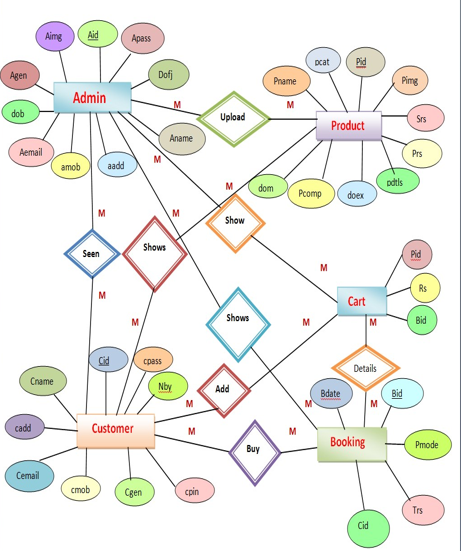 Aimg
Aid
Apass
pcat
Pid
Agen
Dofj
Pname
Pimg
Admin
M
M
dob
Upload
Product
Srs
Aname
Aemail
amob
aadd
M
Prs
dom
Pcomp
doex
pdtls
M
M
M
Show
Seen
Shows
Pid
M
M
Rs
Cart
Bid
M
Shows
M
M
Cid
cpass
Details
Cname
Nby
Add
Bdate
Bid
M
M
M
cadd
Customer
M
M
Booking
Pmode
M
Buy
Cemail
cmob
Cgen
cpin
Trs
Cid